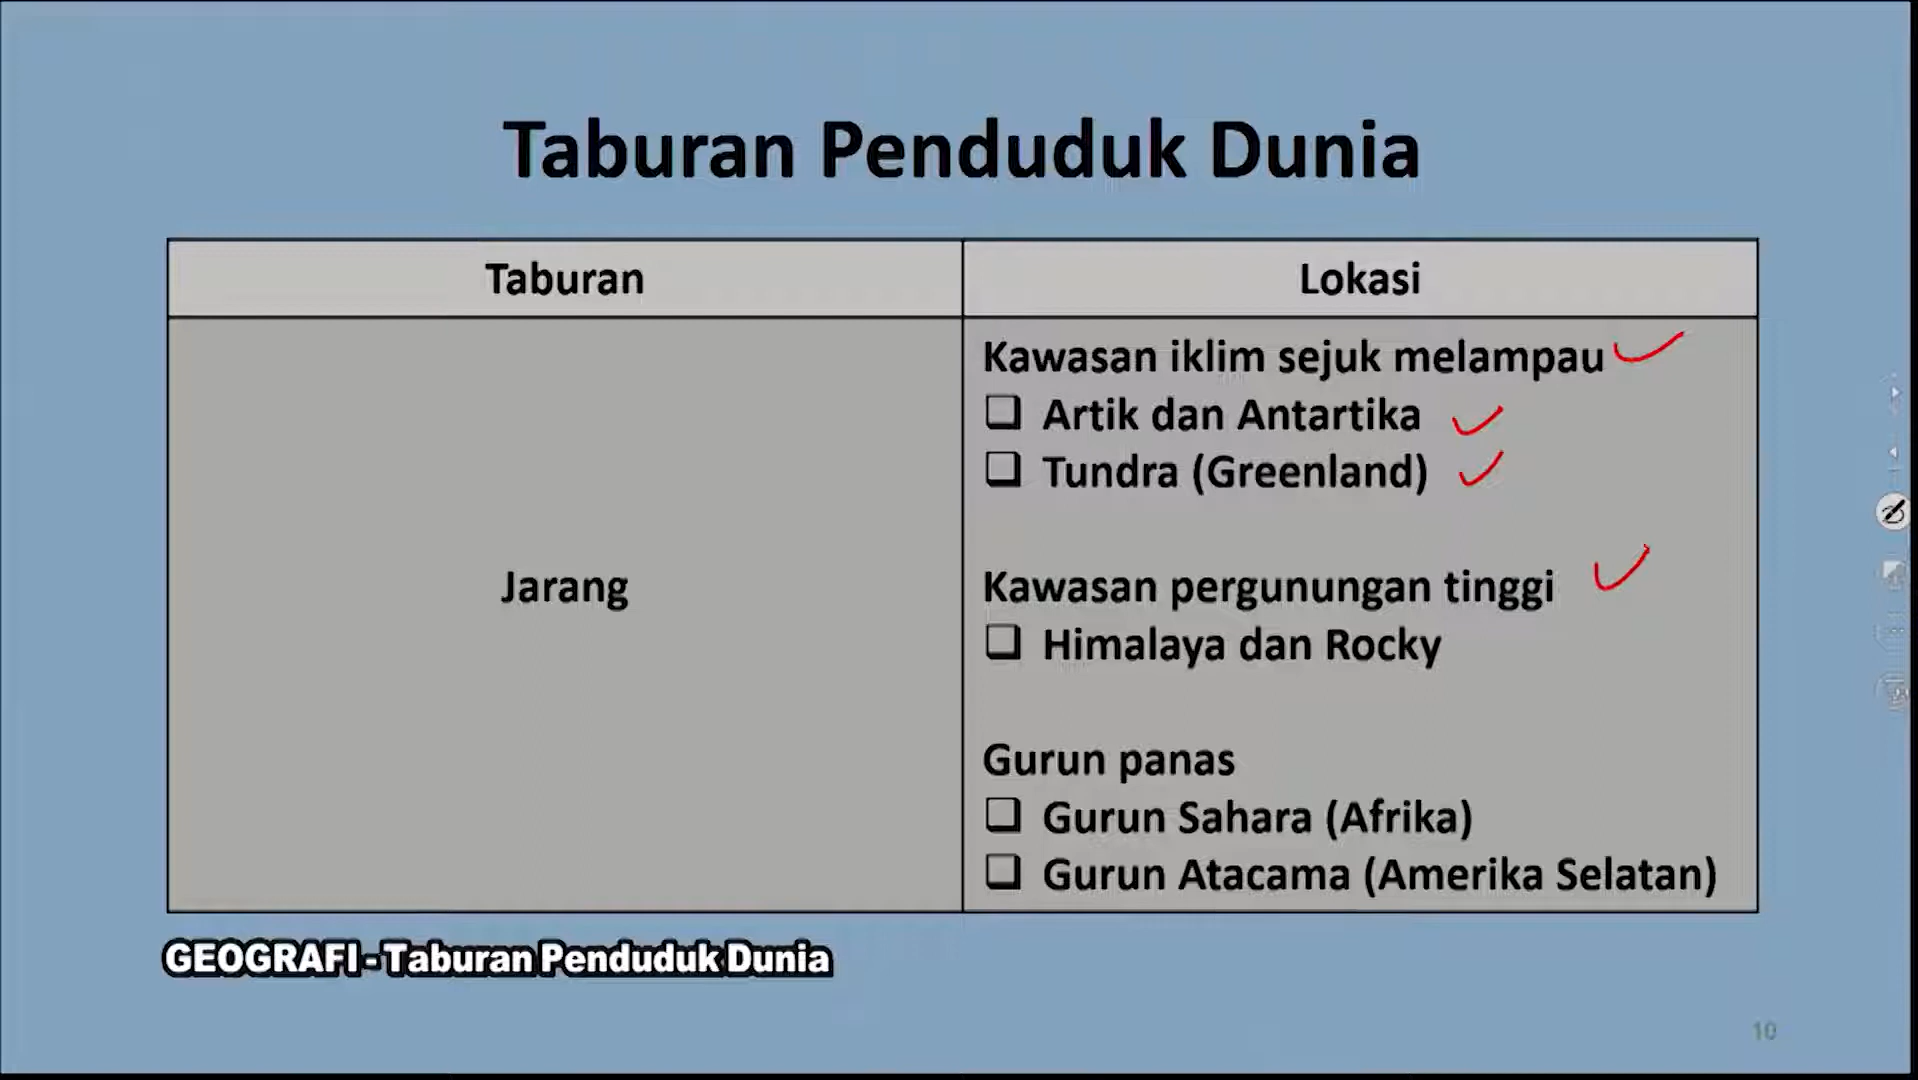 Taburan Penduduk Dunia
Taburan
Lokasi
Jarang
Kawasan iklim sejuk melampau
Artik dan Antartika
Tundra (Greenland)
Kawasan pergunungan tinggi
Himalaya dan Rocky
Gurun panas
Gurun Sahara (Afrika)
Gurun Atacama (Amerika Selatan)
GEOGRAFI - Taburan Penduduk Dunia
10